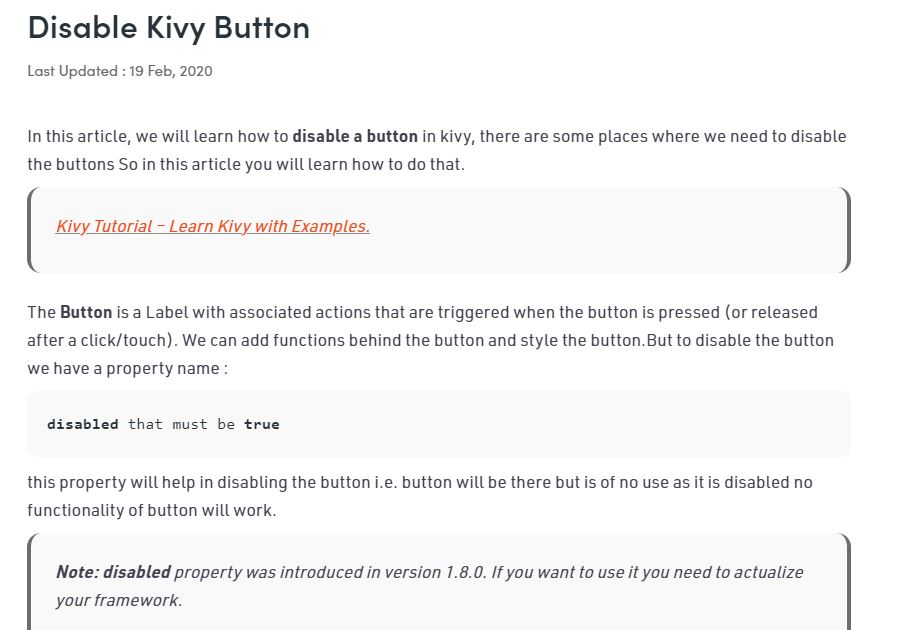 Disable Kivy Button
Last Updated : 19 Feb, 2020
In this article, we will learn how to disable a button in kivy, there are some places where we need to disable
the buttons So in this article you will learn how to do that.
Kivy Tutorial – Learn Kivy with Examples.
The Button is a Label with associated actions that are triggered when the button is pressed (or released
after a click/touch). We can add functions behind the button and style the button.But to disable the button
we have a property name :
disabled that must be true
this property will help in disabling the button i.e. button will be there but is of no use as it is disabled no
functionality of button will work.
Note: disabled property was introduced in version 1.8.0. If you want to use it you need to actualize
your framework.